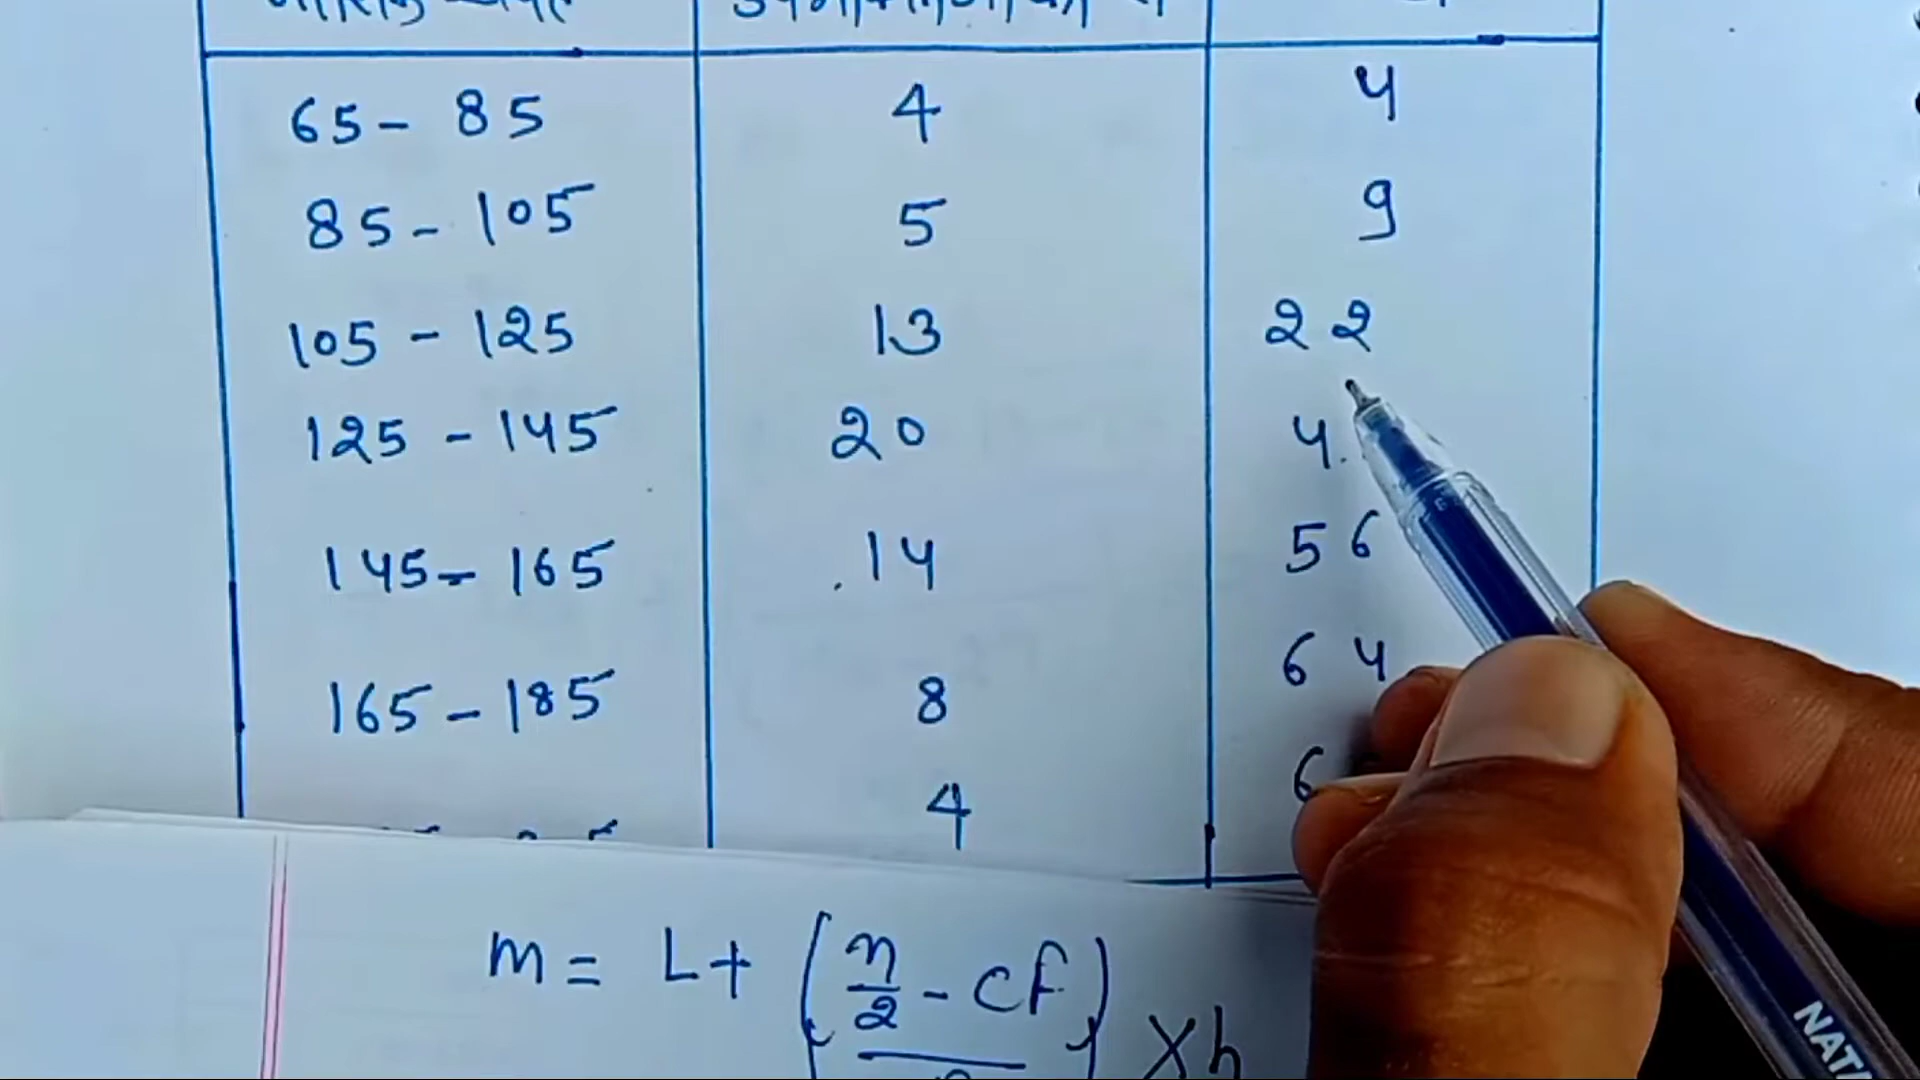 65 - 85 4 4
85 - 105 5 9
105 - 125 13 22
125 - 145 20 4
145 - 165 14 56
165 - 185 8 64
4 6
m = L + ( n/2 - cf ) × h
NATA